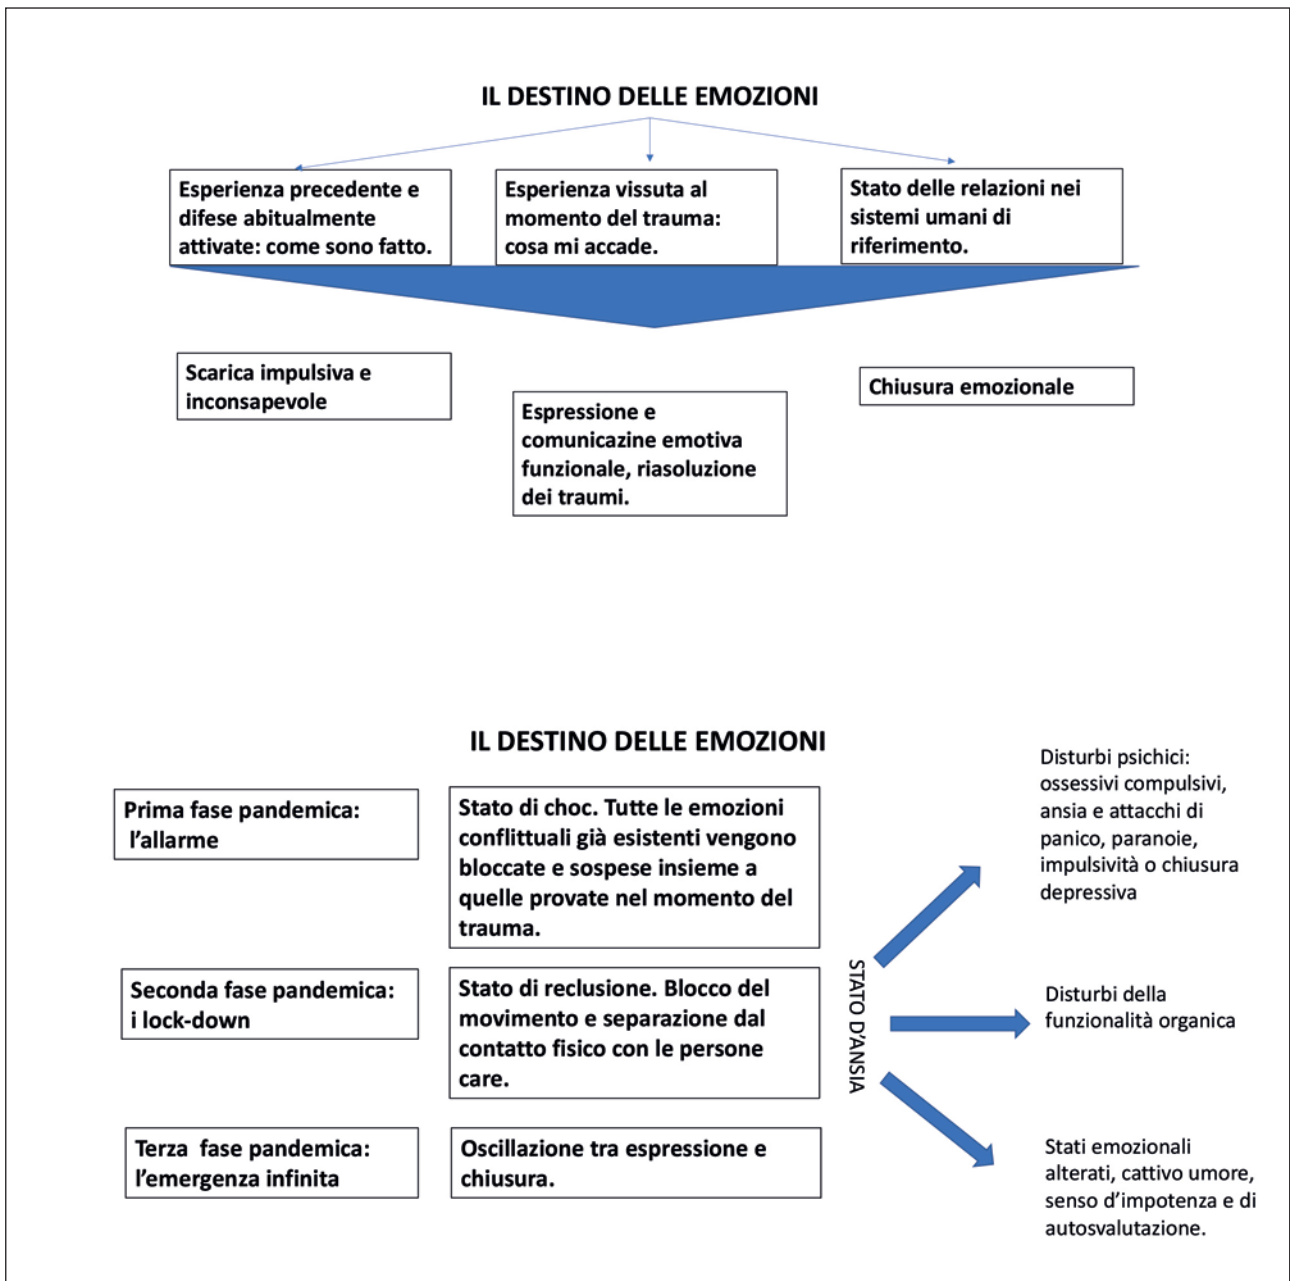 IL DESTINO DELLE EMOZIONI
Esperienza precedente e
difese abitualmente
attivate: come sono fatto.
Esperienza vissuta al
momento del trauma:
cosa mi accade.
Stato delle relazioni nei
sistemi umani di
riferimento.
Scarica impulsiva e
inconsapevole
Espressione e
comunicazine emotiva
funzionale, riasoluzione
dei traumi.
Chiusura emozionale
IL DESTINO DELLE EMOZIONI
Prima fase pandemica:
l’allarme
Stato di choc. Tutte le emozioni
conflittuali già esistenti vengono
bloccate e sospese insieme a
quelle provate nel momento del
trauma.
Seconda fase pandemica:
i lock-down
Stato di reclusione. Blocco del
movimento e separazione dal
contatto fisico con le persone
care.
Terza  fase pandemica:
l’emergenza infinita
Oscillazione tra espressione e
chiusura.
STATO D’ANSIA
Disturbi psichici:
ossessivi compulsivi,
ansia e attacchi di
panico, paranoie,
impulsività o chiusura
depressiva
Disturbi della
funzionalità organica
Stati emozionali
alterati, cattivo umore,
senso d’impotenza e di
autosvalutazione.